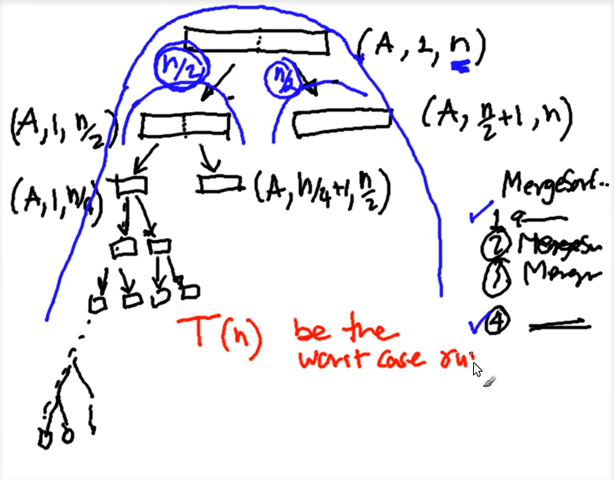 (A, 1, n)
n/2
n/2
(A, 1, n/2)
(A, n/2 +1, n)
(A, 1, n/4)
(A, n/4+1, n/2)
MergeSort..
1
2
3
4
T(n) be the
worst case